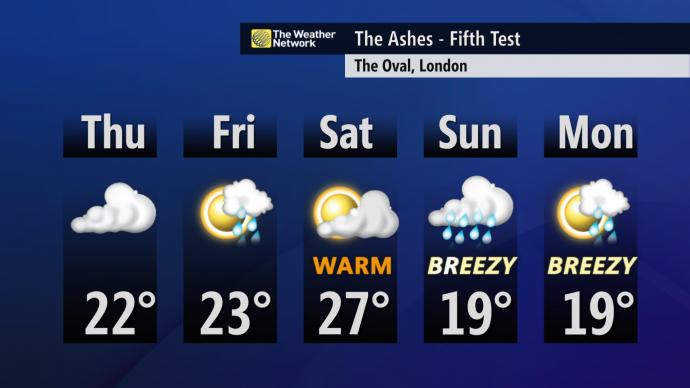 The Weather
Network
The Ashes - Fifth Test
The Oval, London
Thu Fri Sat Sun Mon
WARM BREEZY BREEZY
22° 23° 27° 19° 19°